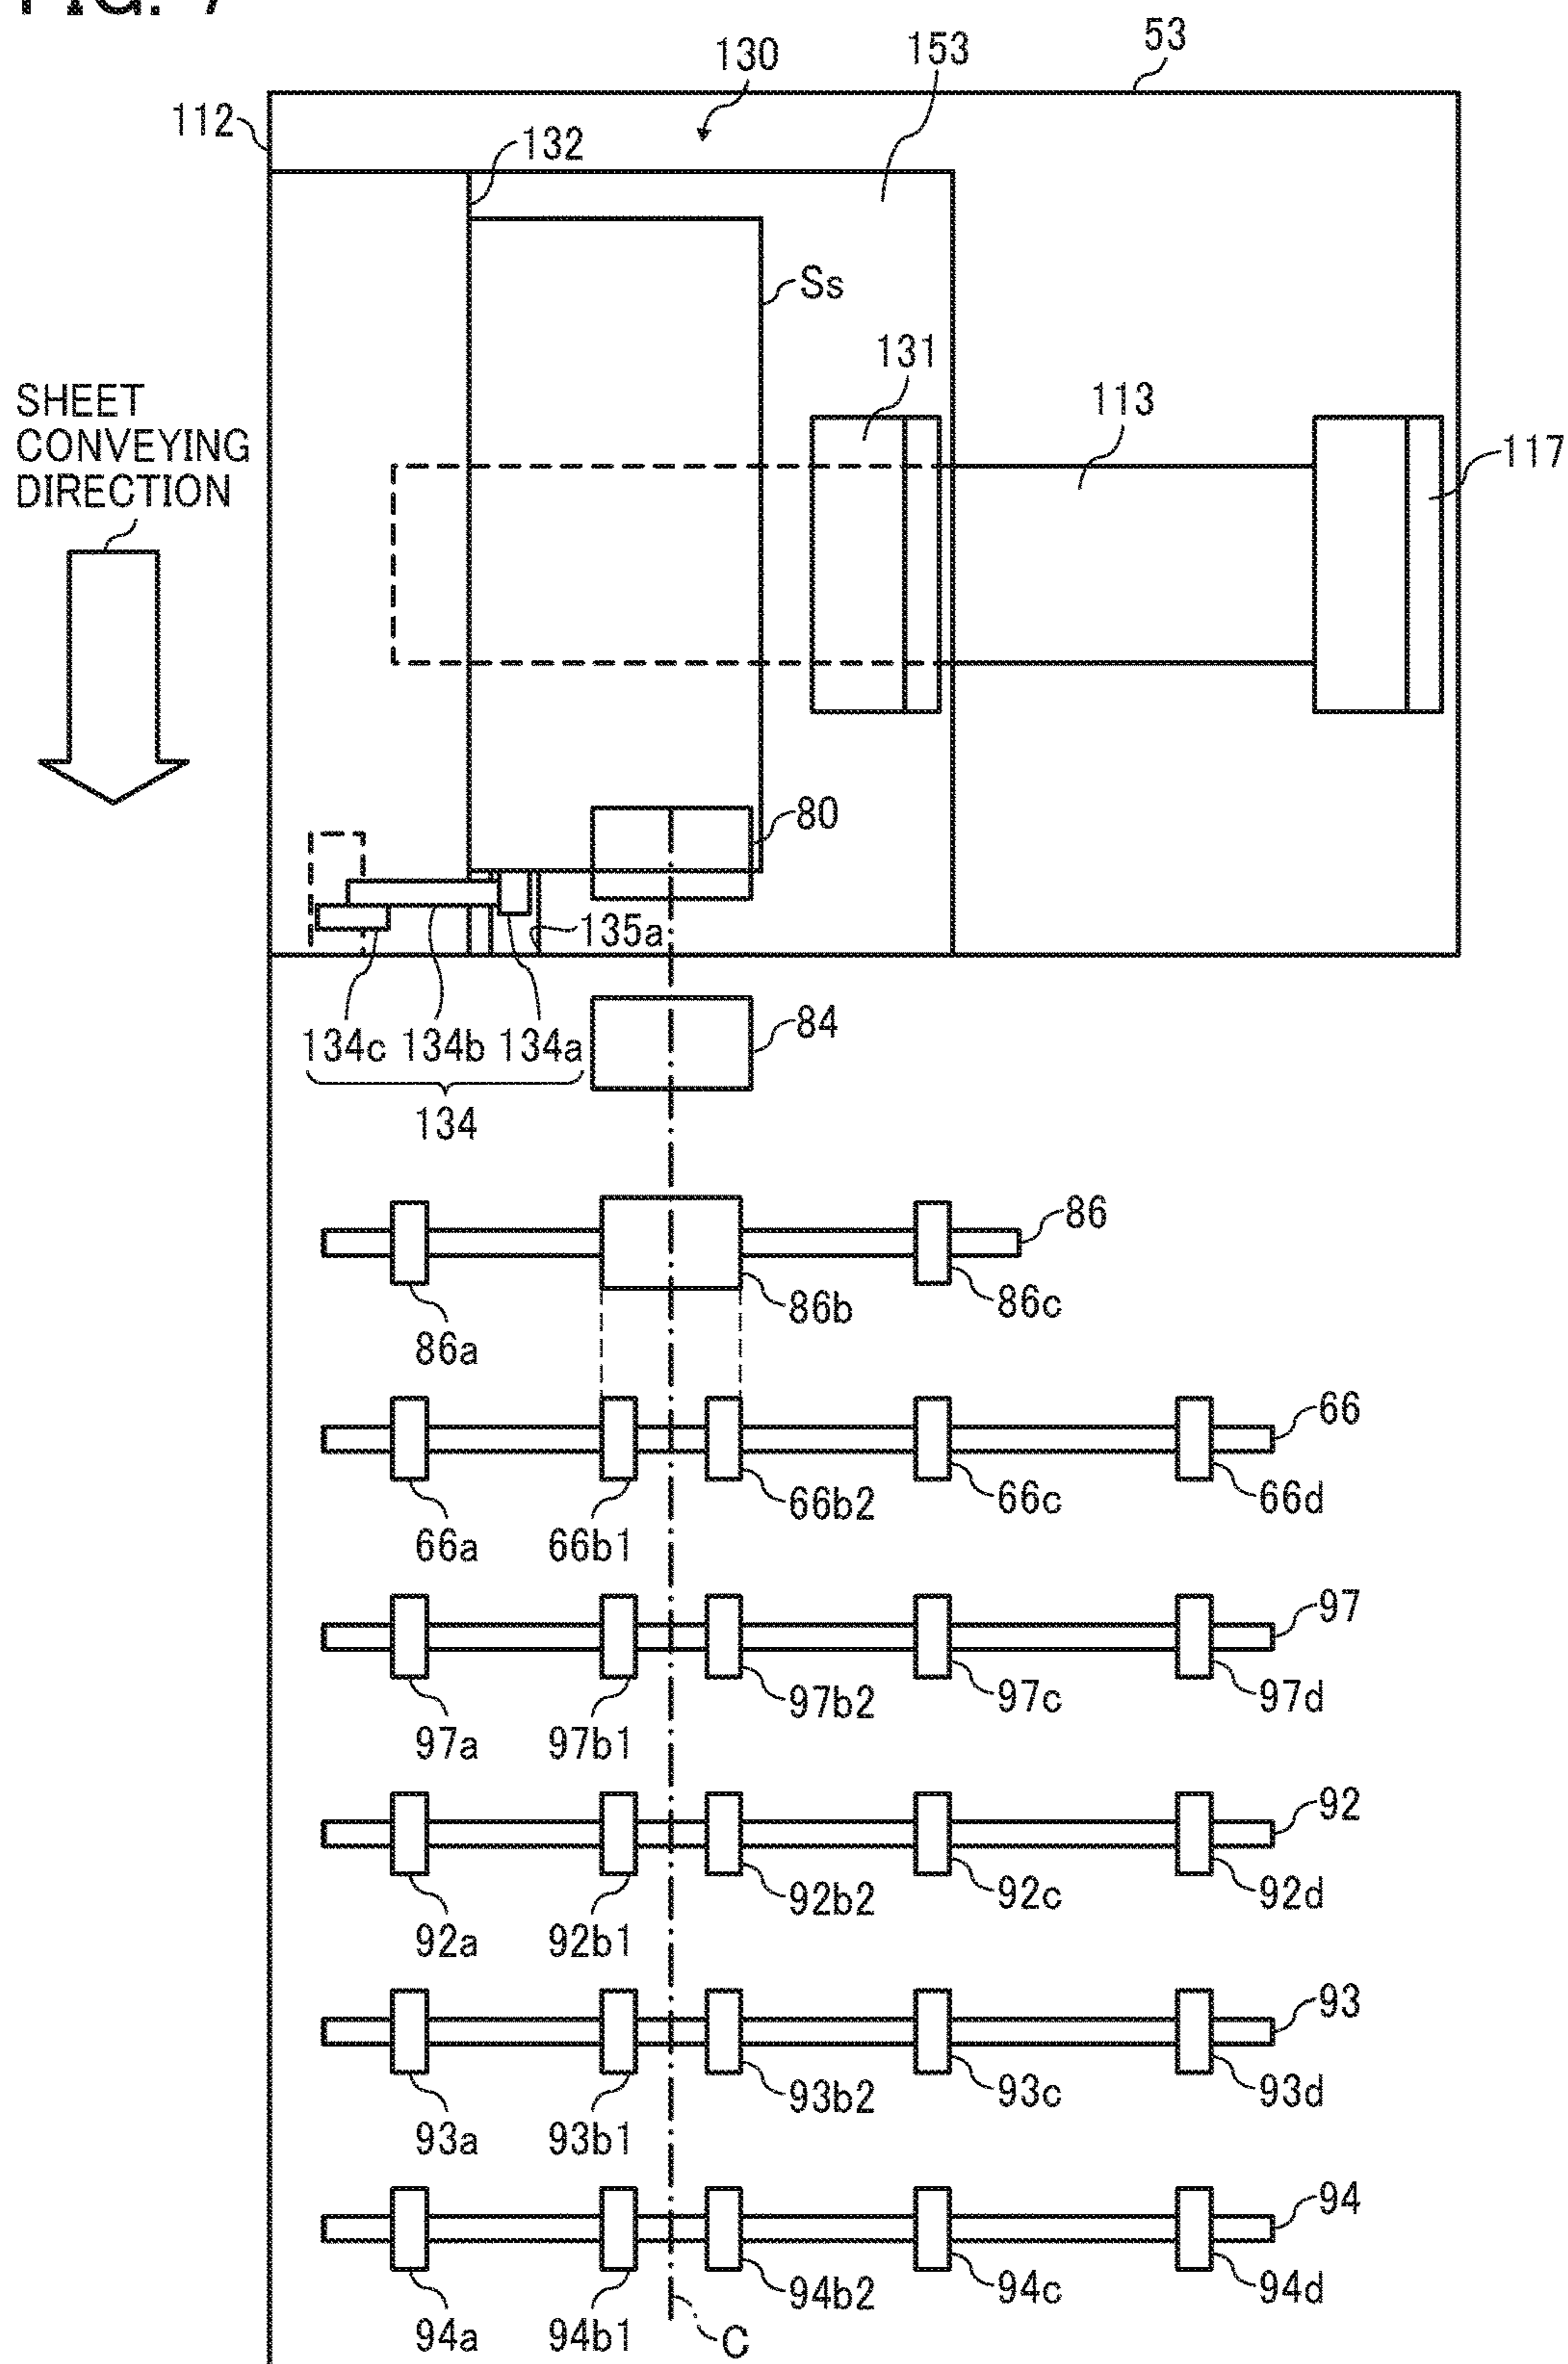 FIG. 7
53
130
153
112
132
Ss
131
113
117
SHEET
CONVEYING
DIRECTION
80
135a
134c 134b 134a
134
84
86
86b
86c
86a
66
66b2
66c
66d
66a
66b1
97
97b2
97c
97d
97a
97b1
92
92b2
92c
92d
92a
92b1
93
93b2
93c
93d
93a
93b1
94
94b2
94c
94d
94a
94b1
C